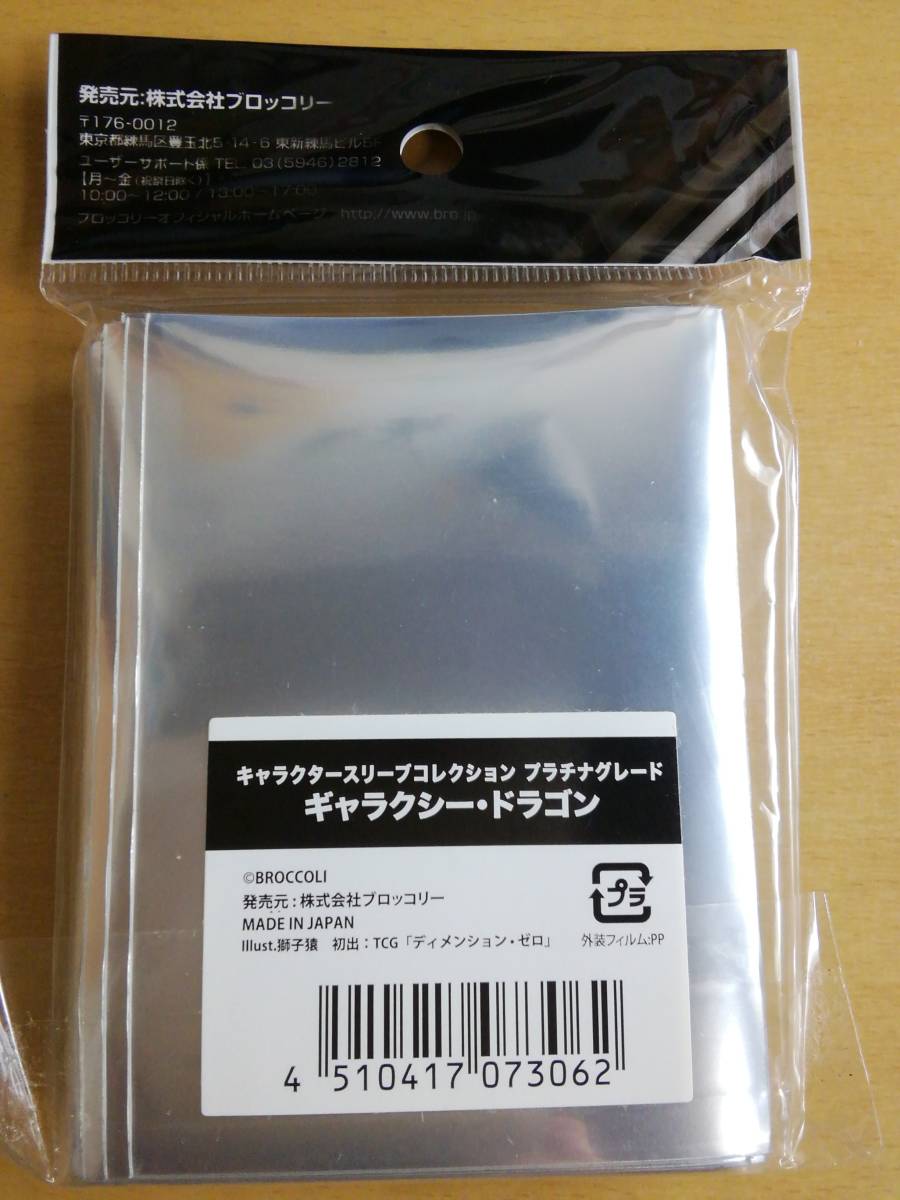 発売元:株式会社ブロッコリー
〒176-0012
東京都練馬区豊玉北5-14-6 東新練馬ビル5F
ユーザーサポート係 TEL. 03(5946)2812
【月〜金(祝祭日除く)】
10:00〜12:00 / 13:00〜17:00
ブロッコリーオフィシャルホームページ http://www.bro.jp
キャラクタースリーブコレクション プラチナグレード
ギャラクシー・ドラゴン
©BROCCOLI
発売元:株式会社ブロッコリー
MADE IN JAPAN
Illust.獅子猿 初出:TCG「ディメンション・ゼロ」
プラ
外装フィルム:PP
4 510417 073062